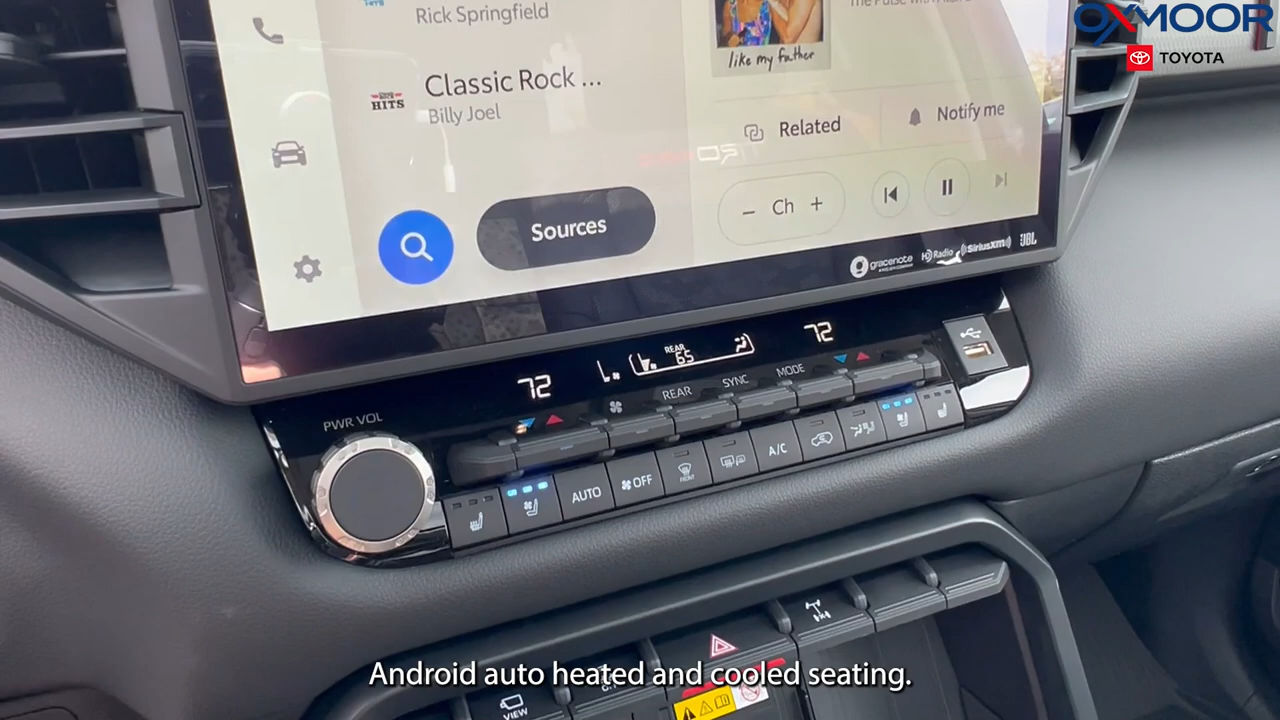 OXMOOR
TOYOTA
Rick Springfield
like my father
Classic Rock ...
HITS
Billy Joel
Related
Notify me
Sources
– Ch +
gracenote
HD Radio
SiriusXM
JBL
72
REAR
65
72
PWR VOL
REAR
SYNC
MODE
AUTO
OFF
FRONT
A/C
VIEW
Android auto heated and cooled seating.